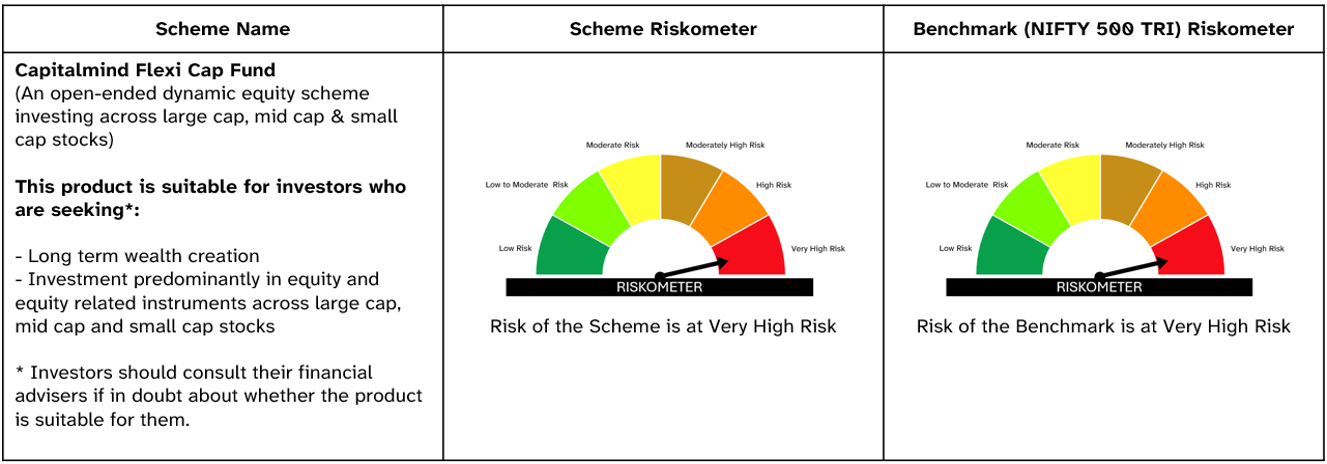 Scheme Name
Scheme Riskometer
Benchmark (NIFTY 500 TRI) Riskometer
Capitalmind Flexi Cap Fund
(An open-ended dynamic equity scheme
investing across large cap, mid cap & small
cap stocks)
This product is suitable for investors who
are seeking*:
- Long term wealth creation
- Investment predominantly in equity and
equity related instruments across large cap,
mid cap and small cap stocks
* Investors should consult their financial
advisers if in doubt about whether the product
is suitable for them.
Moderate Risk
Moderately High Risk
Low to Moderate Risk
High Risk
Low Risk
Very High Risk
RISKOMETER
Risk of the Scheme is at Very High Risk
Moderate Risk
Moderately High Risk
Low to Moderate Risk
High Risk
Low Risk
Very High Risk
RISKOMETER
Risk of the Benchmark is at Very High Risk